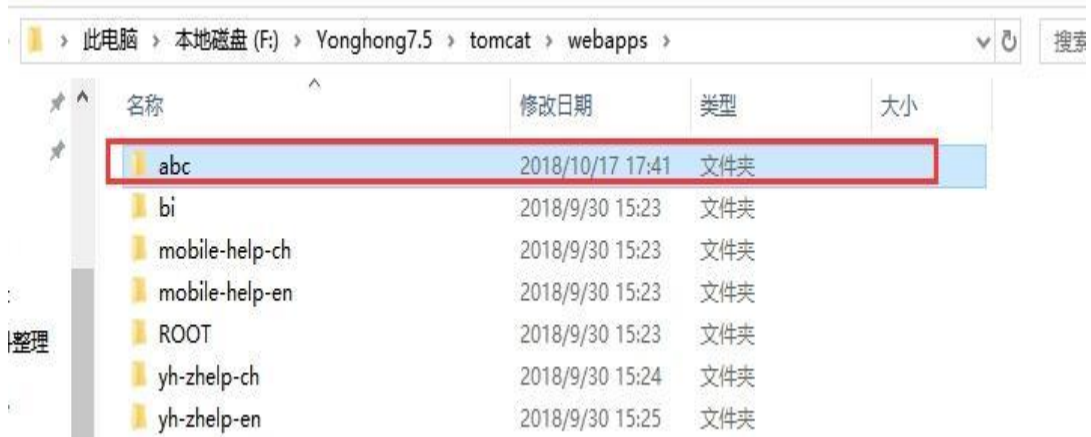 此电脑 › 本地磁盘 (F:) › Yonghong7.5 › tomcat › webapps ›
名称 修改日期 类型 大小
abc 2018/10/17 17:41 文件夹
bi 2018/9/30 15:23 文件夹
mobile-help-ch 2018/9/30 15:23 文件夹
mobile-help-en 2018/9/30 15:23 文件夹
整理 ROOT 2018/9/30 15:23 文件夹
yh-zhelp-ch 2018/9/30 15:24 文件夹
yh-zhelp-en 2018/9/30 15:25 文件夹